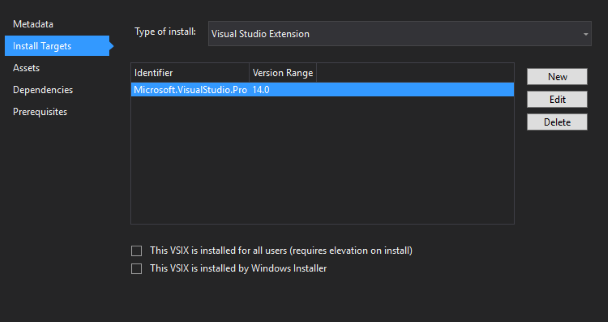 Metadata
Install Targets
Assets
Dependencies
Prerequisites
Type of install: Visual Studio Extension
Identifier Version Range
Microsoft.VisualStudio.Pro 14.0
New
Edit
Delete
This VSIX is installed for all users (requires elevation on install)
This VSIX is installed by Windows Installer